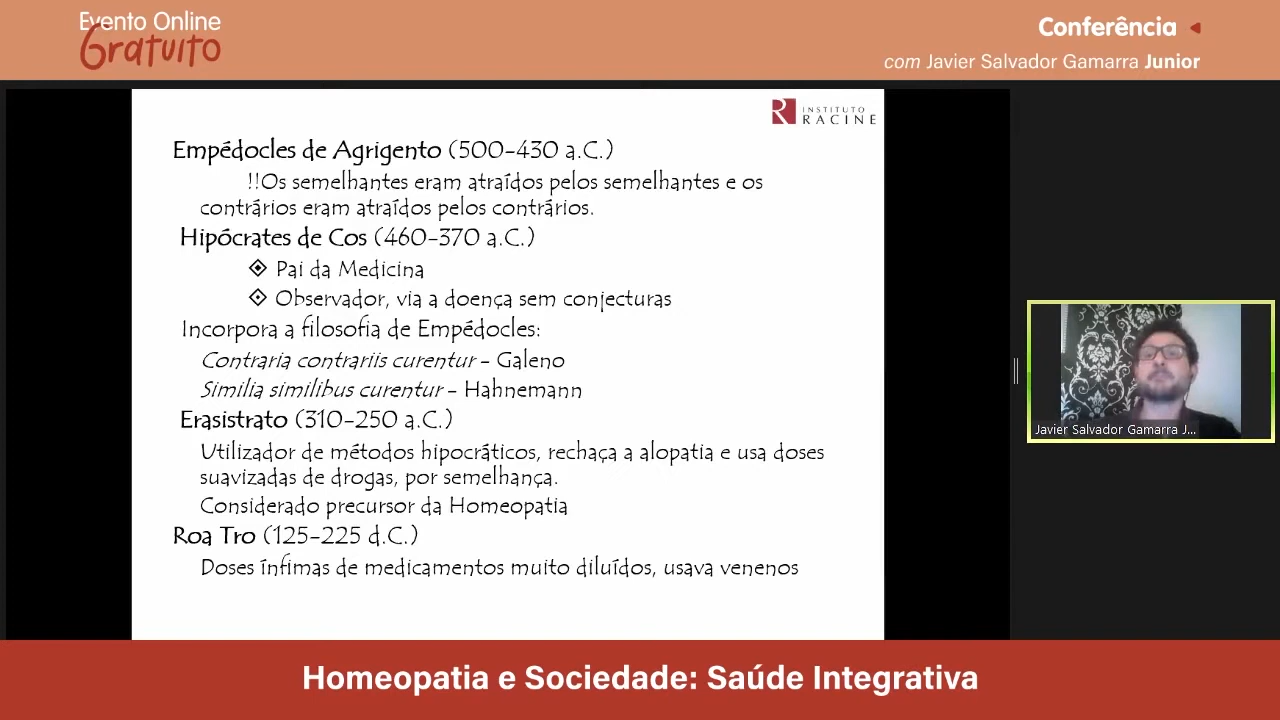 Evento Online
Gratuito
Conferência
com Javier Salvador Gamarra Junior
INSTITUTO
RACINE
Empédocles de Agrigento (500-430 a.C.)
!!Os semelhantes eram atraídos pelos semelhantes e os
contrários eram atraídos pelos contrários.
Hipócrates de Cos (460-370 a.C.)
Pai da Medicina
Observador, via a doença sem conjecturas
Incorpora a filosofia de Empédocles:
Contraria contrariis curentur - Galeno
Similia similibus curentur - Hahnemann
Erasistrato (310-250 a.C.)
Utilizador de métodos hipocráticos, rechaça a alopatia e usa doses
suavizadas de drogas, por semelhança.
Considerado precursor da Homeopatia
Roa Tro (125-225 d.C.)
Doses ínfimas de medicamentos muito diluídos, usava venenos
Javier Salvador Gamarra J...
Homeopatia e Sociedade: Saúde Integrativa